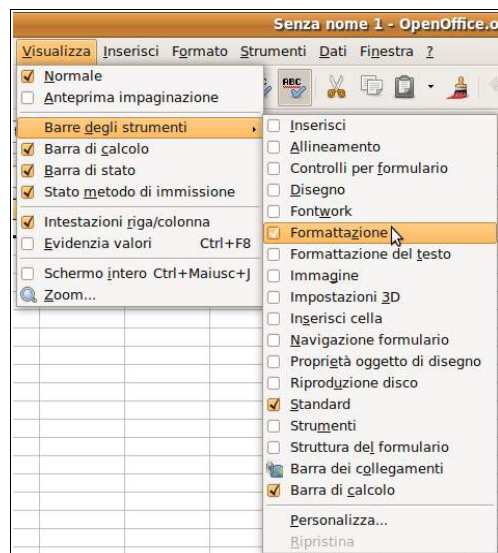 Senza nome 1 - OpenOffice.o
Visualizza Inserisci Formato Strumenti Dati Finestra ?
Normale
Anteprima impaginazione
Barre degli strumenti
Barra di calcolo
Barra di stato
Stato metodo di immissione
Intestazioni riga/colonna
Evidenzia valori Ctrl+F8
Schermo intero Ctrl+Maiusc+J
Zoom...
ABC
Inserisci
Allineamento
Controlli per formulario
Disegno
Fontwork
Formattazione
Formattazione del testo
Immagine
Impostazioni 3D
Inserisci cella
Navigazione formulario
Proprietà oggetto di disegno
Riproduzione disco
Standard
Strumenti
Struttura del formulario
Barra dei collegamenti
Barra di calcolo
Personalizza...
Ripristina